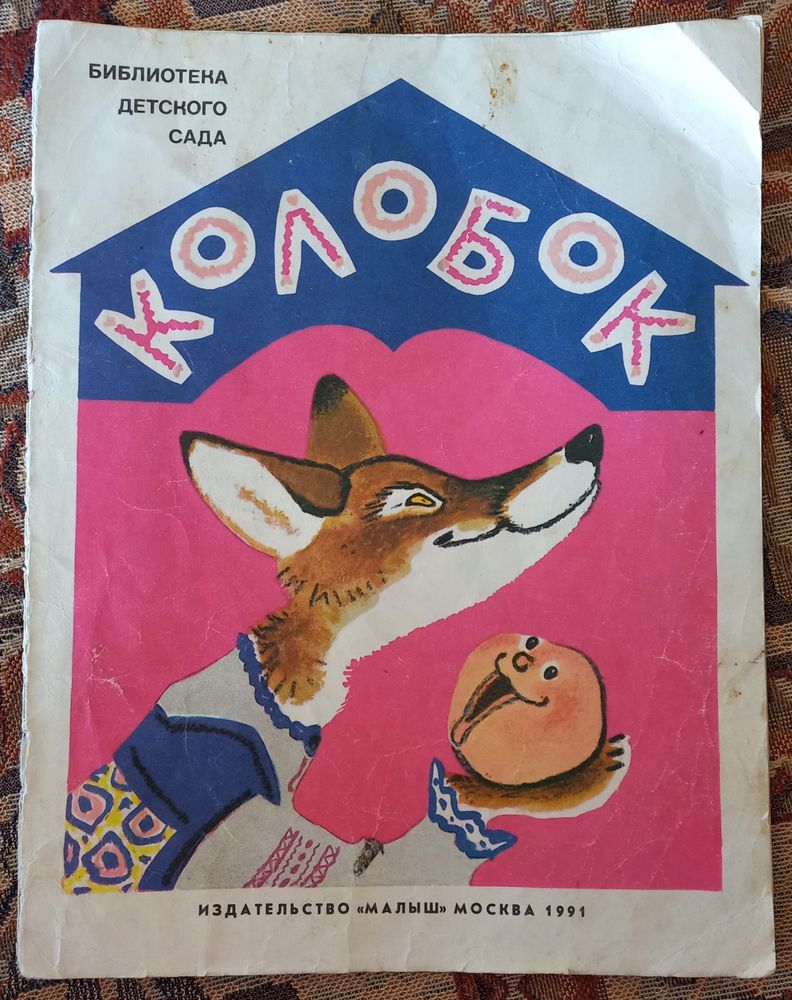 БИБЛИОТЕКА
ДЕТСКОГО
САДА
КОЛОБОК
ИЗДАТЕЛЬСТВО «МАЛЫШ» МОСКВА 1991